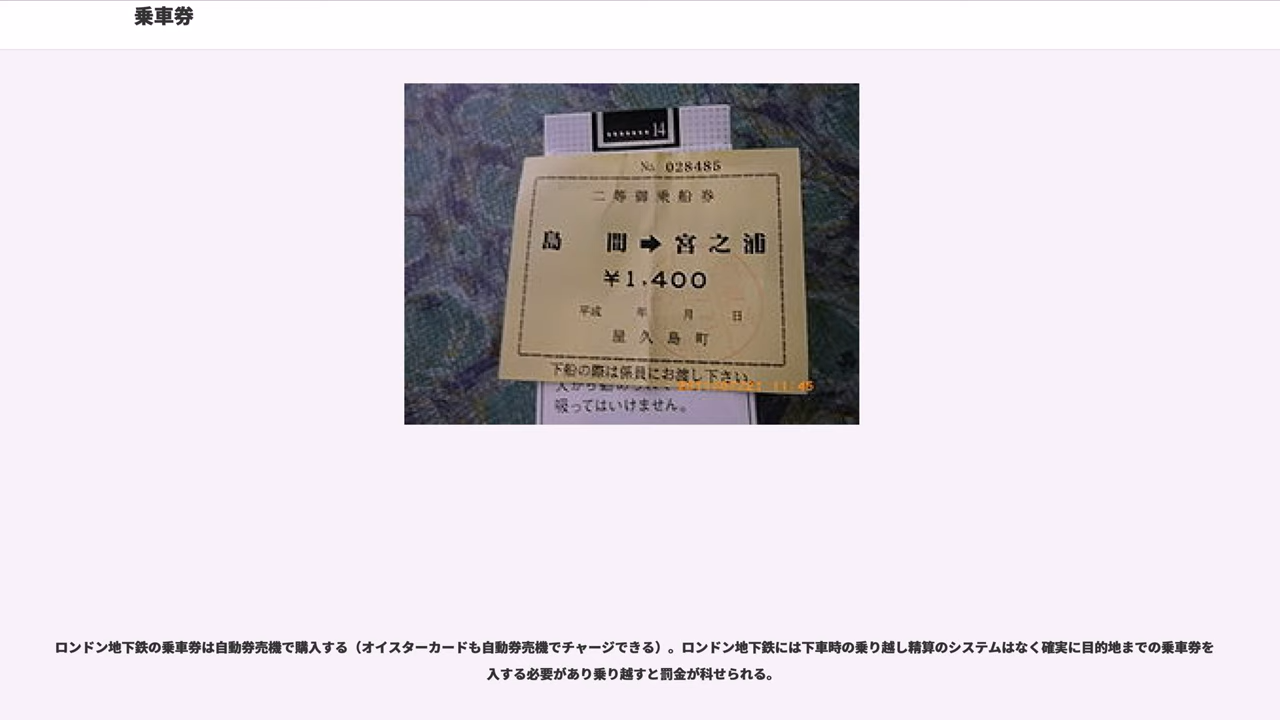 乗車券
14
No. 028485
二等御乗船券
島 間➡宮之浦
¥1,400
平成 年 月 日
屋久島町
下船の際は係員にお渡し下さい
吸ってはいけません。
11:45
ロンドン地下鉄の乗車券は自動券売機で購入する（オイスターカードも自動券売機でチャージできる）。ロンドン地下鉄には下車時の乗り越し精算のシステムはなく確実に目的地までの乗車券を
入する必要があり乗り越すと罰金が科せられる。